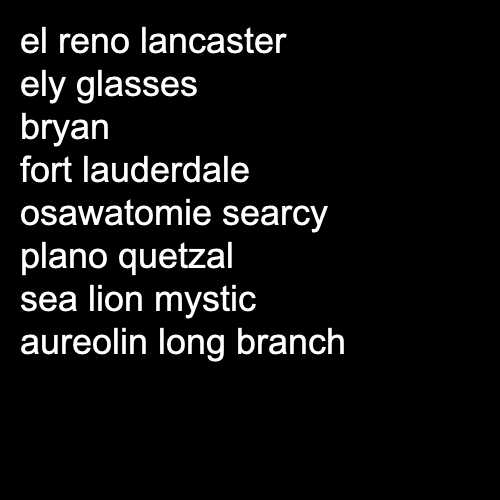 el reno lancaster
ely glasses
bryan
fort lauderdale
osawatomie searcy
plano quetzal
sea lion mystic
aureolin long branch